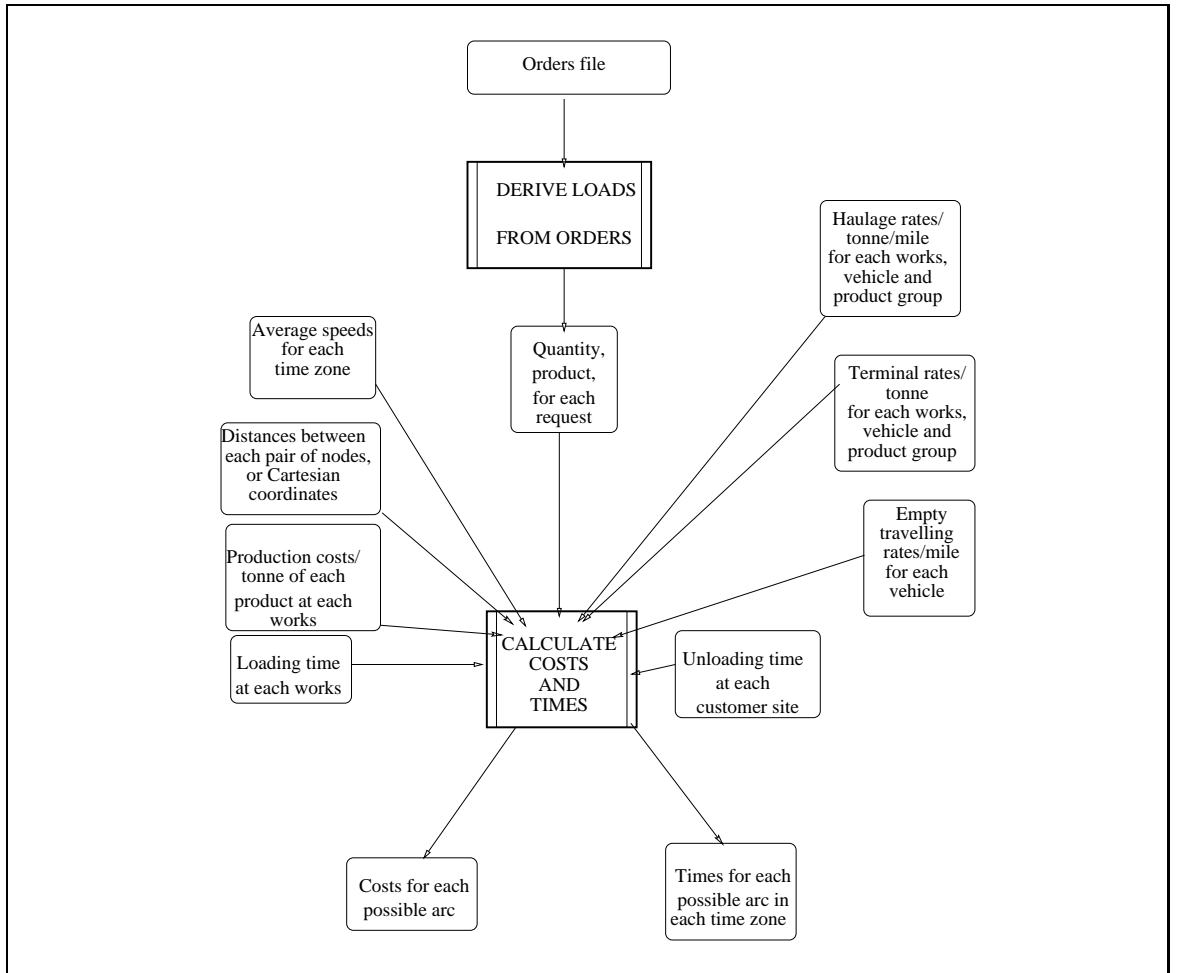 Orders file
DERIVE LOADS
FROM ORDERS
Haulage rates/
tonne/mile
for each works,
vehicle and
product group
Average speeds
for each
time zone
Quantity,
product,
for each
request
Terminal rates/
tonne
for each works,
vehicle and
product group
Distances between
each pair of nodes,
or Cartesian
coordinates
Empty
travelling
rates/mile
for each
vehicle
Production costs/
tonne of each
product at each
works
Loading time
at each works
CALCULATE
COSTS
AND
TIMES
Unloading time
at each
customer site
Costs for each
possible arc
Times for each
possible arc in
each time zone